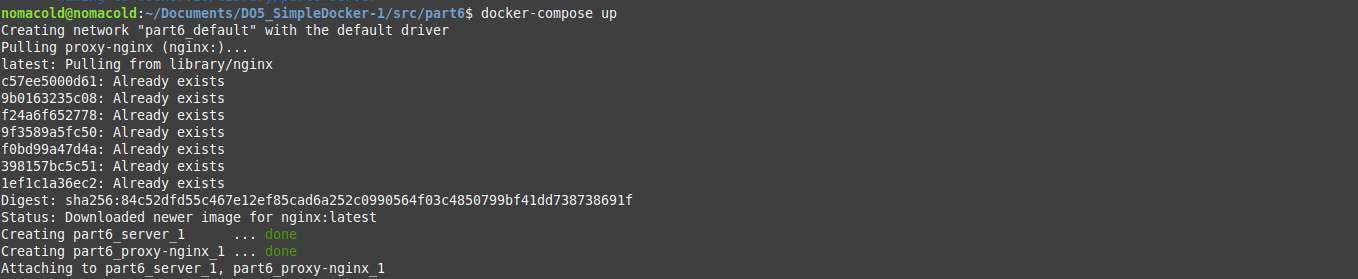 nomacold@nomacold:~/Documents/DO5_SimpleDocker-1/src/part6$ docker-compose up
Creating network "part6_default" with the default driver
Pulling proxy-nginx (nginx:)...
latest: Pulling from library/nginx
c57ee5000d61: Already exists
9b0163235c08: Already exists
f24a6f652778: Already exists
9f3589a5fc50: Already exists
f0bd99a47d4a: Already exists
398157bc5c51: Already exists
1ef1c1a36ec2: Already exists
Digest: sha256:84c52dfd55c467e12ef85cad6a252c0990564f03c4850799bf41dd738738691f
Status: Downloaded newer image for nginx:latest
Creating part6_server_1      ... done
Creating part6_proxy-nginx_1 ... done
Attaching to part6_server_1, part6_proxy-nginx_1